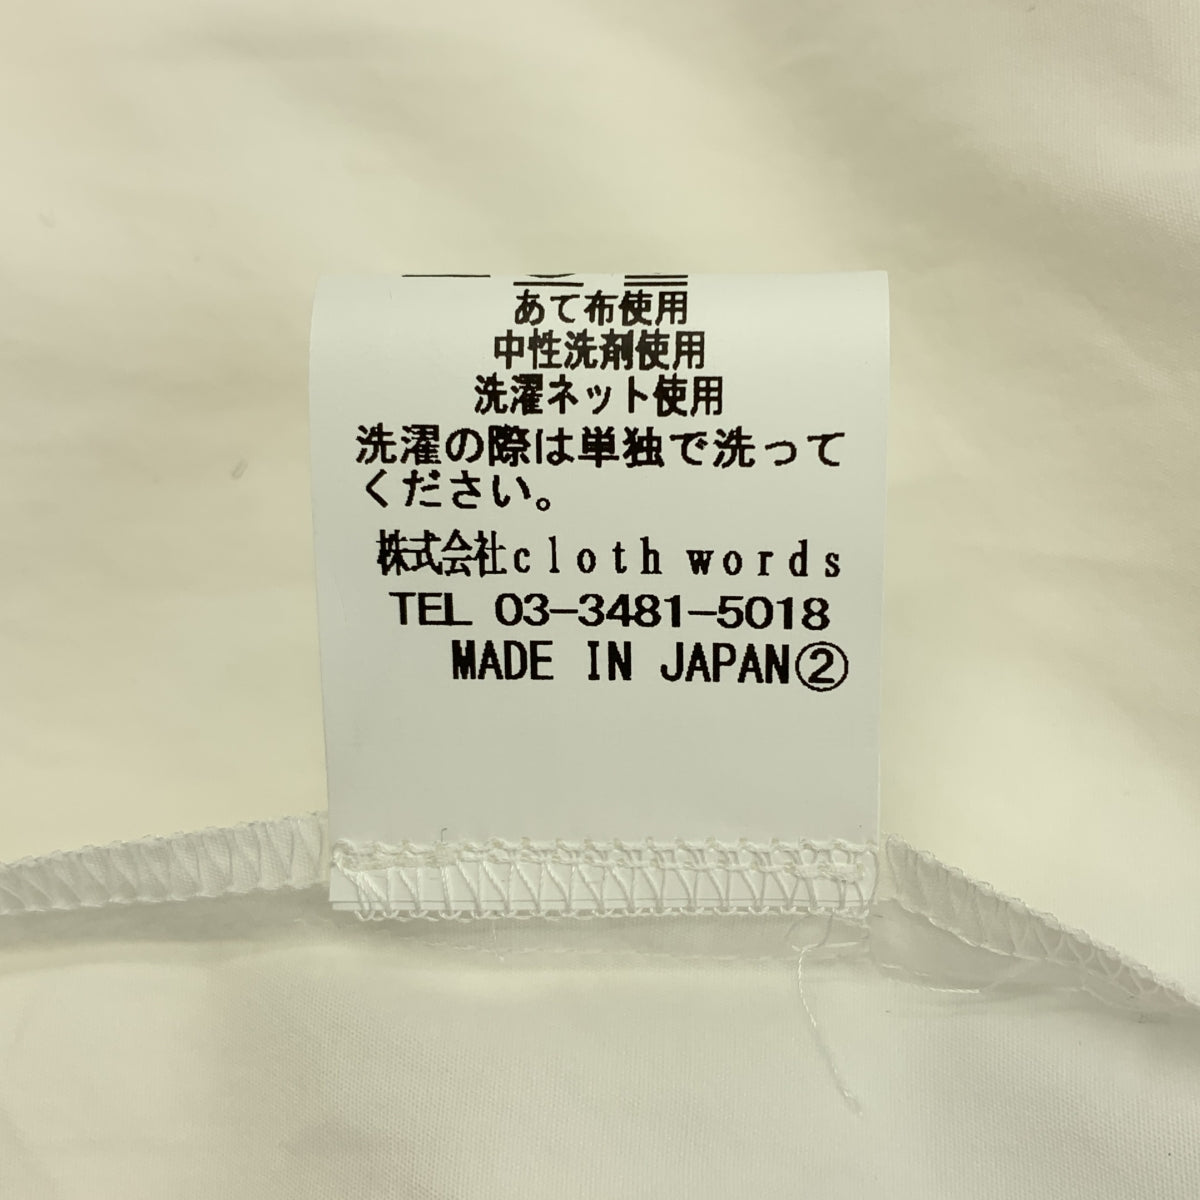 あて布使用
中性洗剤使用
洗濯ネット使用
洗濯の際は単独で洗って
ください。
株式会社cloth words
TEL 03-3481-5018
MADE IN JAPAN②